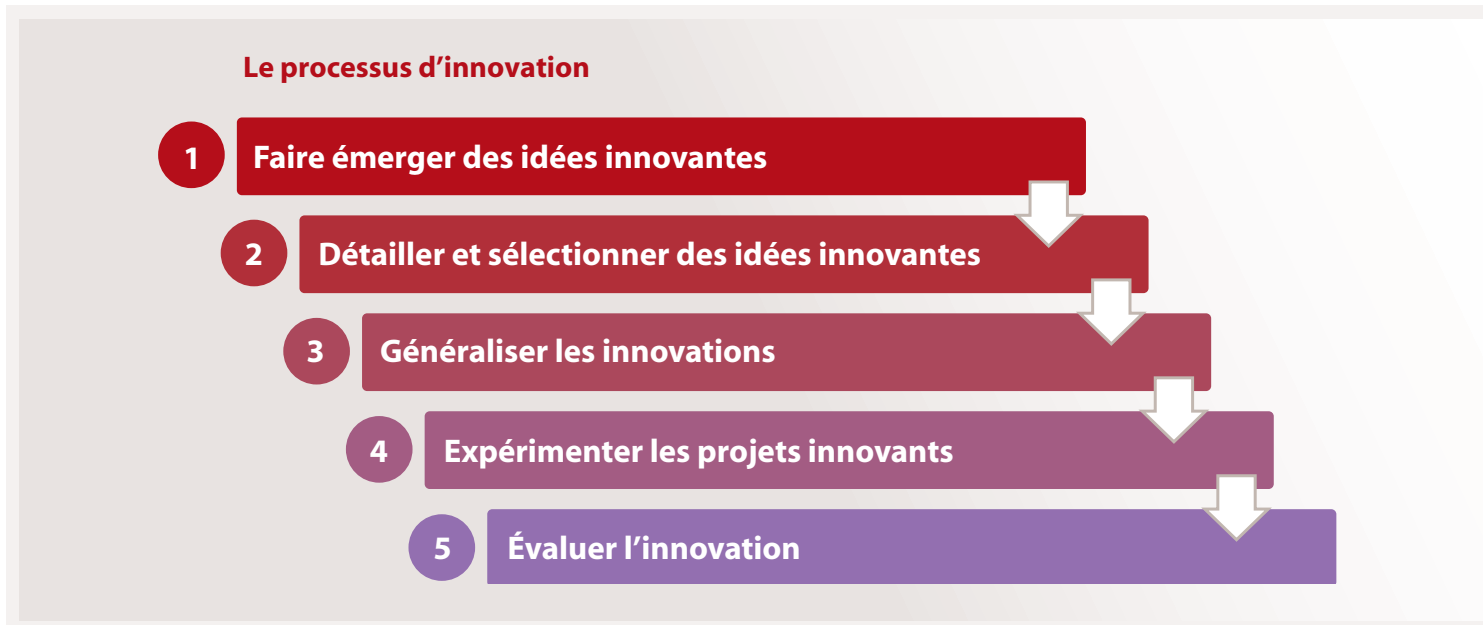 Le processus d’innovation
1 Faire émerger des idées innovantes
2 Détailler et sélectionner des idées innovantes
3 Généraliser les innovations
4 Expérimenter les projets innovants
5 Évaluer l’innovation